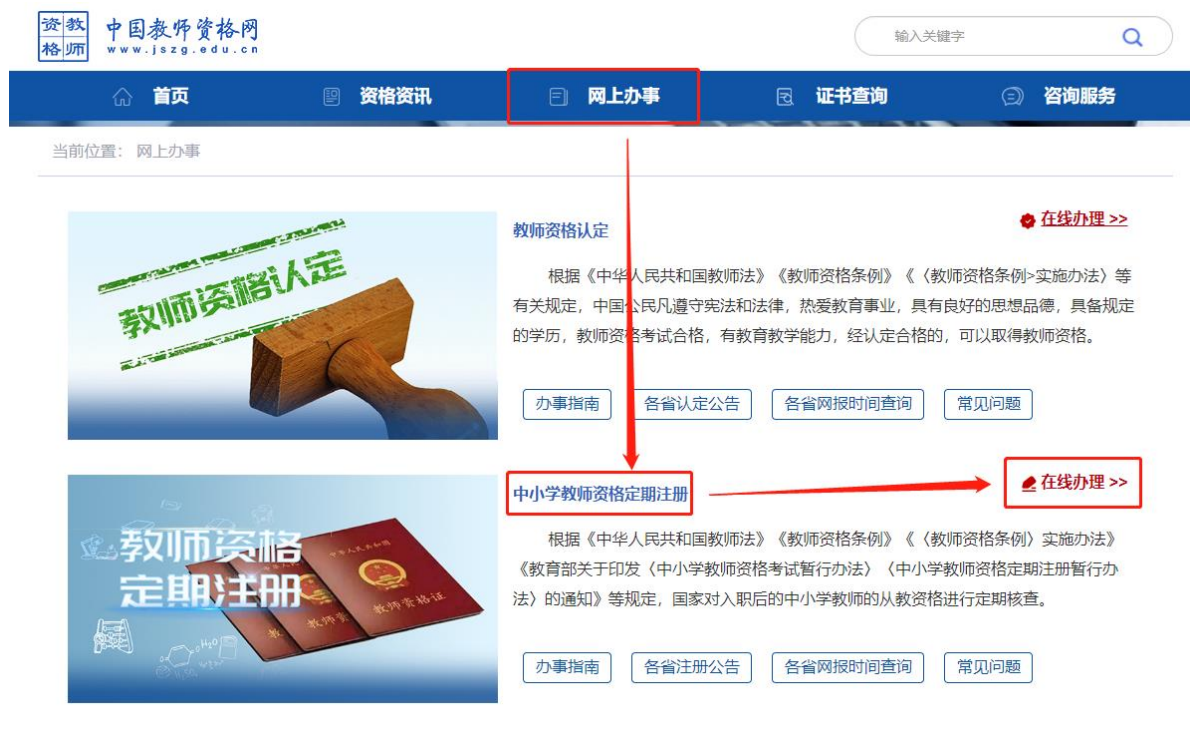 资教
格师
中国教师资格网
www.jszg.edu.cn
输入关键字
首页
资格资讯
网上办事
证书查询
咨询服务
当前位置： 网上办事
教师资格认定
教师资格认定
在线办理 >>
根据《中华人民共和国教师法》《教师资格条例》《〈教师资格条例>实施办法》等
有关规定，中国公民凡遵守宪法和法律，热爱教育事业，具有良好的思想品德，具备规定
的学历，教师资格考试合格，有教育教学能力，经认定合格的，可以取得教师资格。
办事指南
各省认定公告
各省网报时间查询
常见问题
教师资格
定期注册
教师资格证
中小学教师资格定期注册
在线办理 >>
根据《中华人民共和国教师法》《教师资格条例》《〈教师资格条例〉实施办法》
《教育部关于印发〈中小学教师资格考试暂行办法〉〈中小学教师资格定期注册暂行办
法〉的通知》等规定，国家对入职后的中小学教师的从教资格进行定期核查。
办事指南
各省注册公告
各省网报时间查询
常见问题